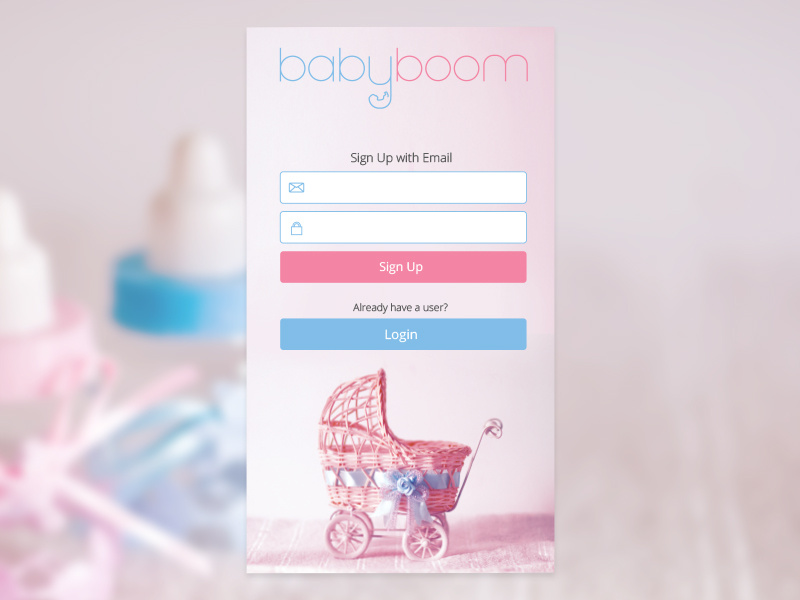 babyboom
Sign Up with Email
Sign Up
Already have a user?
Login